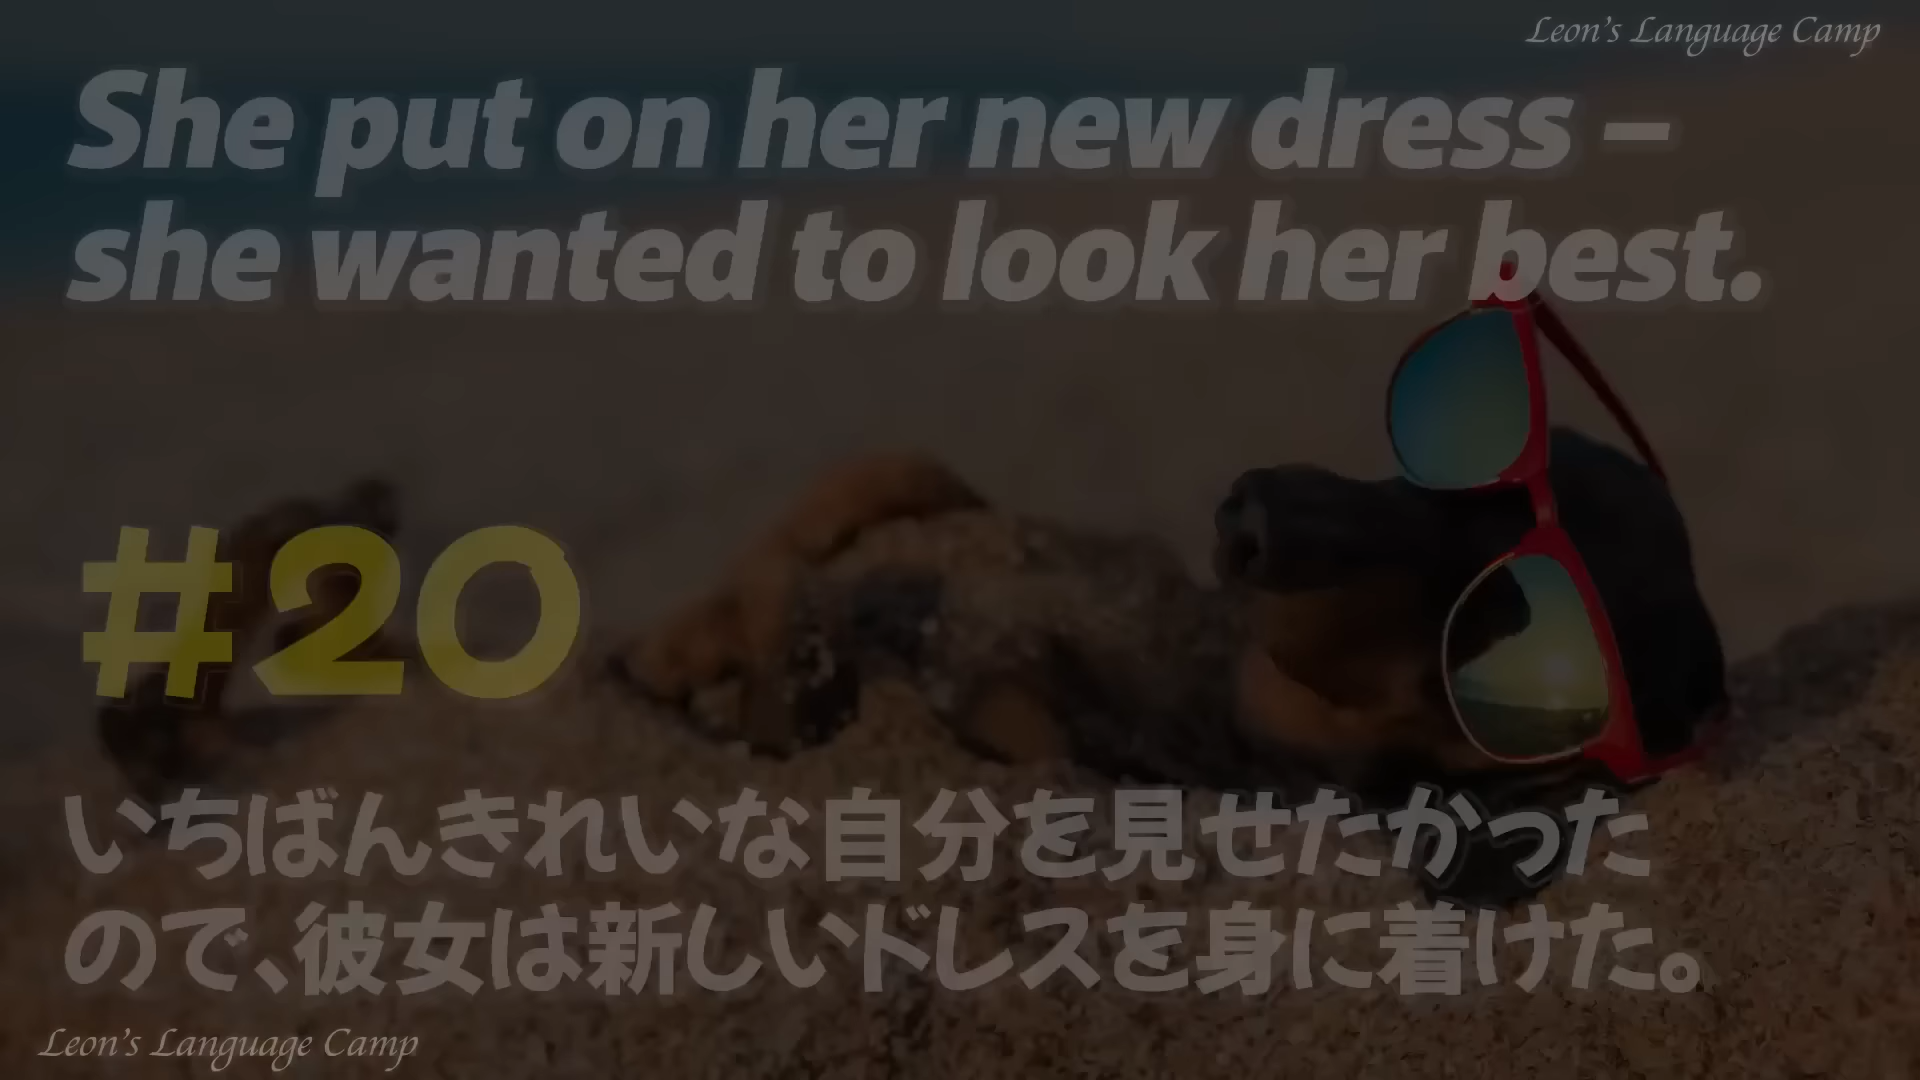 Leon's Language Camp
She put on her new dress –
she wanted to look her best.
#20
いちばんきれいな自分を見せたかった
ので、彼女は新しいドレスを身に着けた。
Leon's Language Camp